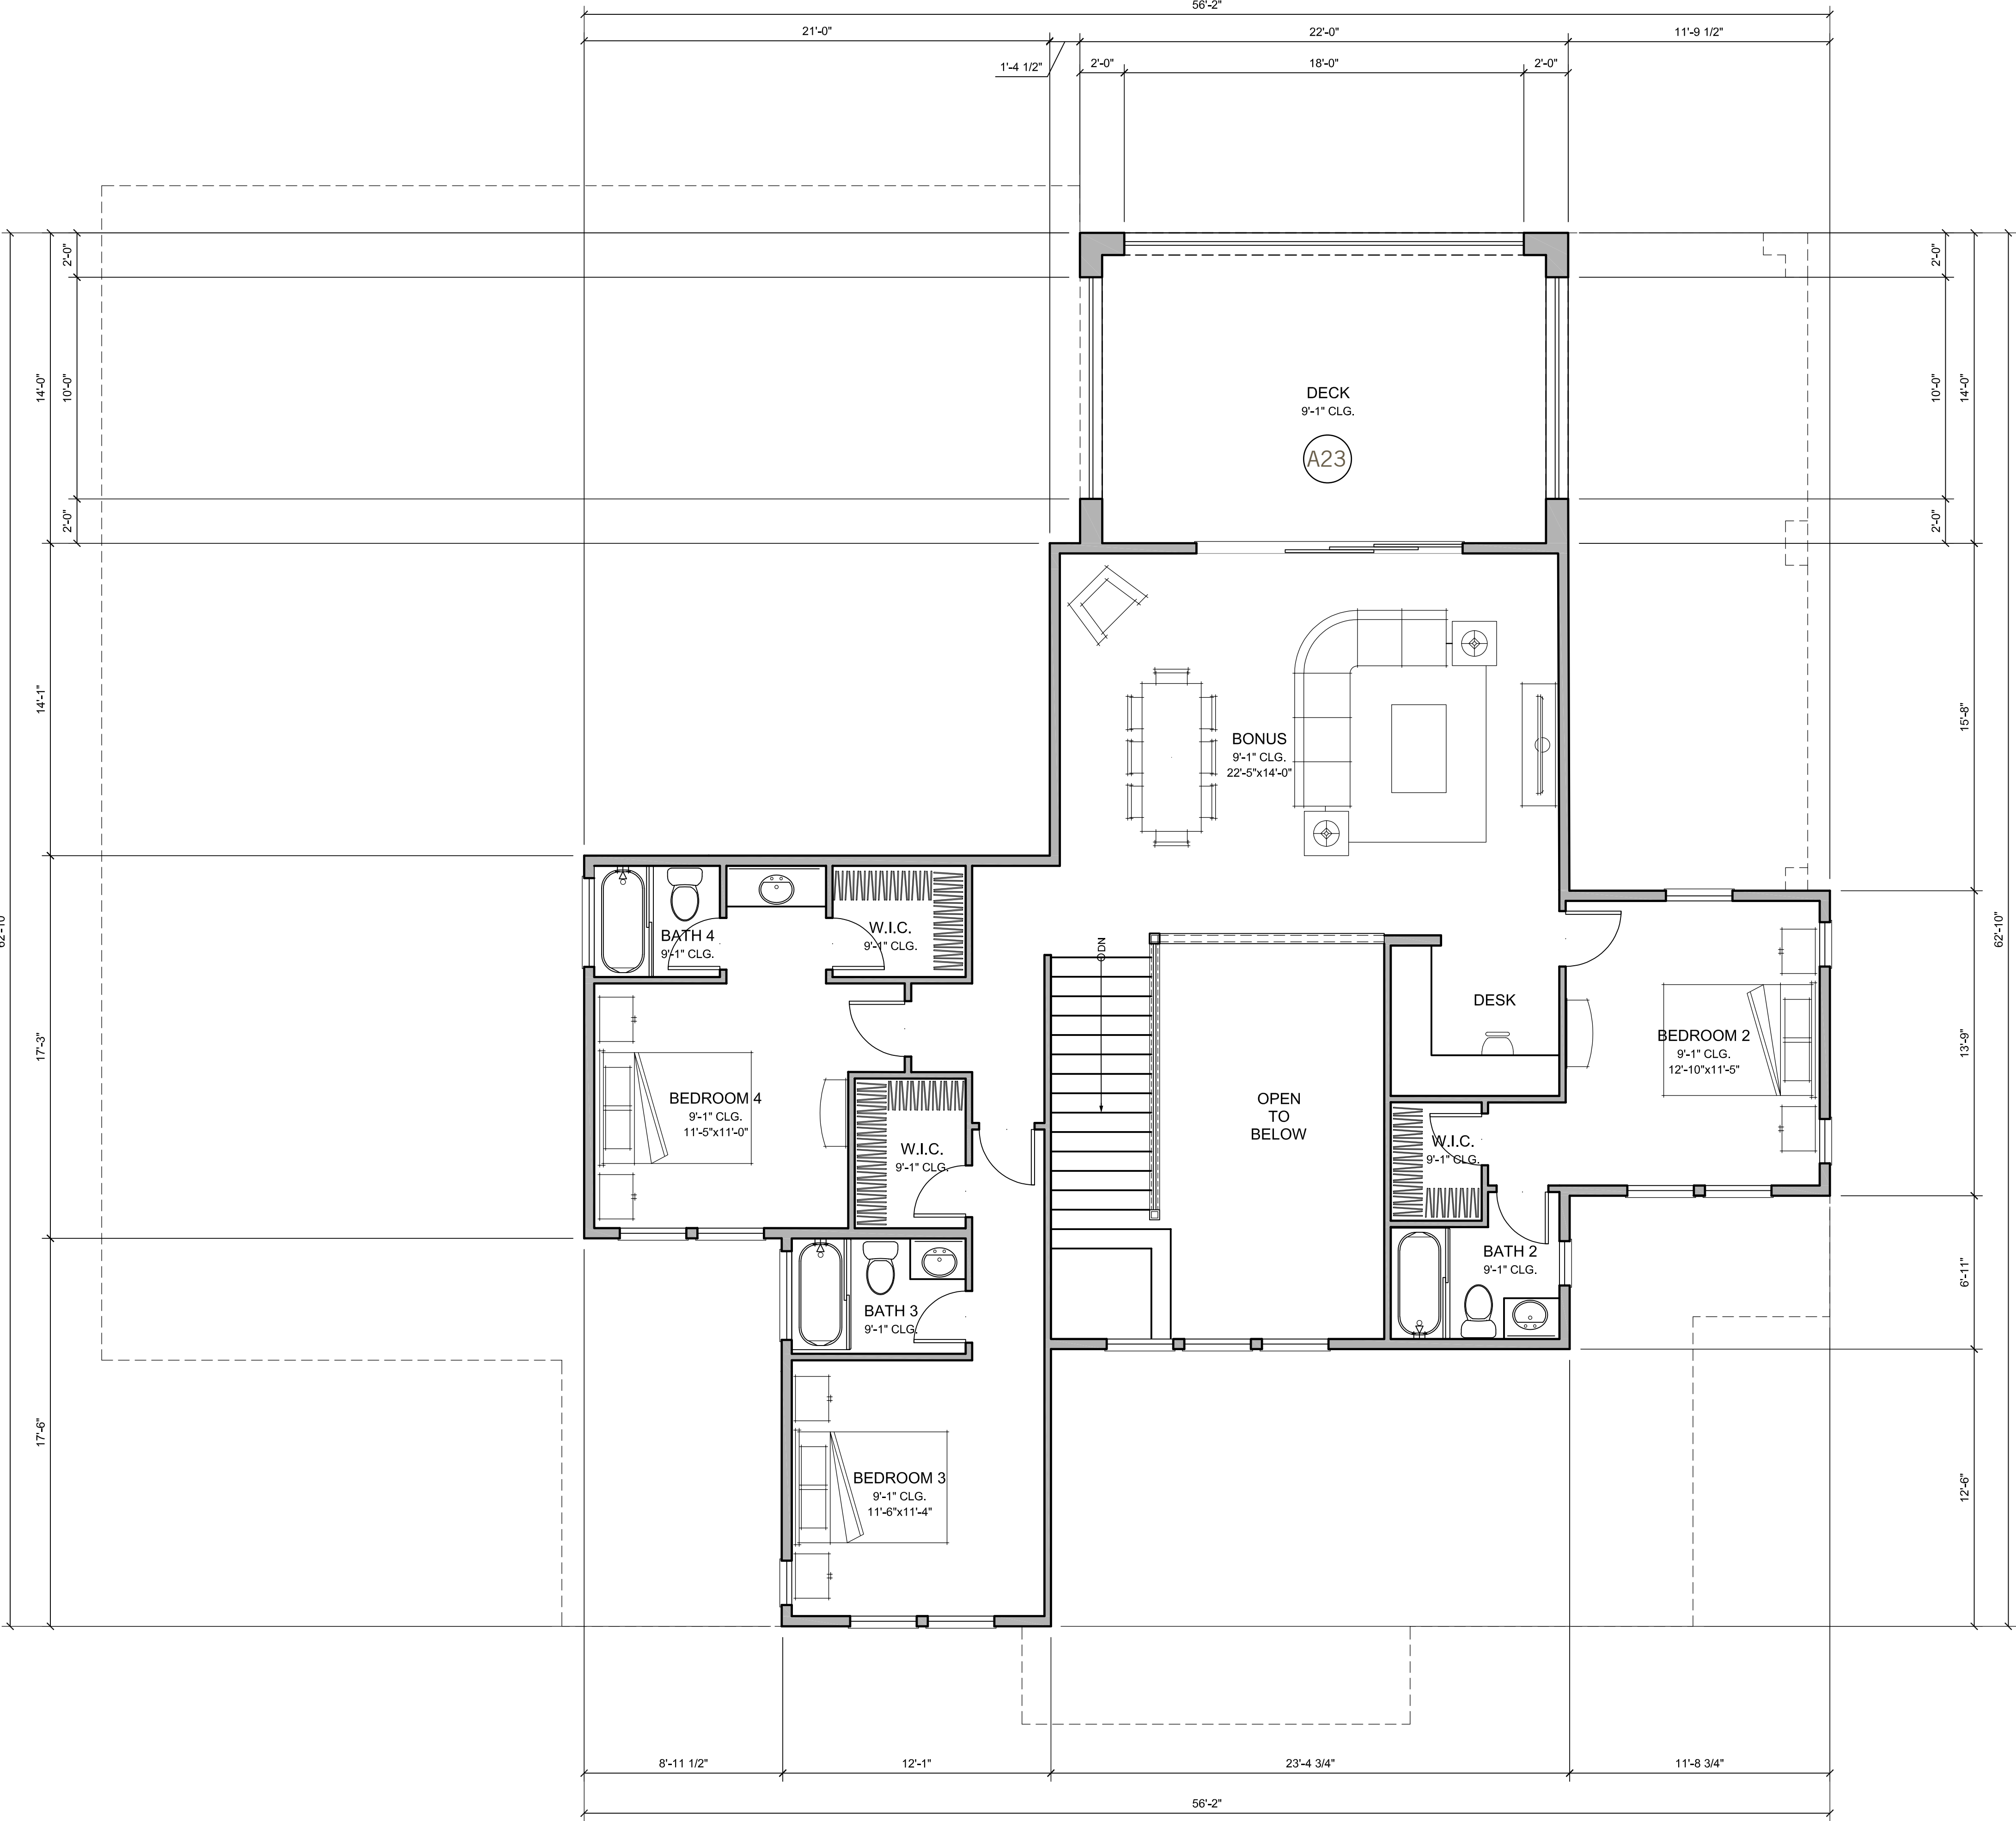 56'-2"
21'-0"
22'-0"
11'-9 1/2"
1'-4 1/2"
2'-0"
18'-0"
2'-0"
2'-0"
10'-0"
14'-0"
2'-0"
14'-1"
17'-3"
17'-6"
2'-0"
10'-0"
14'-0"
2'-0"
15'-8"
62'-10"
13'-9"
6'-11"
12'-6"
DECK
9'-1" CLG.
A23
BONUS
9'-1" CLG.
22'-5"x14'-0"
BATH 4
9'-1" CLG.
W.I.C.
9'-1" CLG.
DN
DESK
BEDROOM 2
9'-1" CLG.
12'-10"x11'-5"
BEDROOM 4
9'-1" CLG.
11'-5"x11'-0"
OPEN
TO
BELOW
W.I.C.
9'-1" CLG.
W.I.C.
9'-1" CLG.
BATH 2
9'-1" CLG.
BATH 3
9'-1" CLG.
BEDROOM 3
9'-1" CLG.
11'-6"x11'-4"
8'-11 1/2"
12'-1"
23'-4 3/4"
11'-8 3/4"
56'-2"